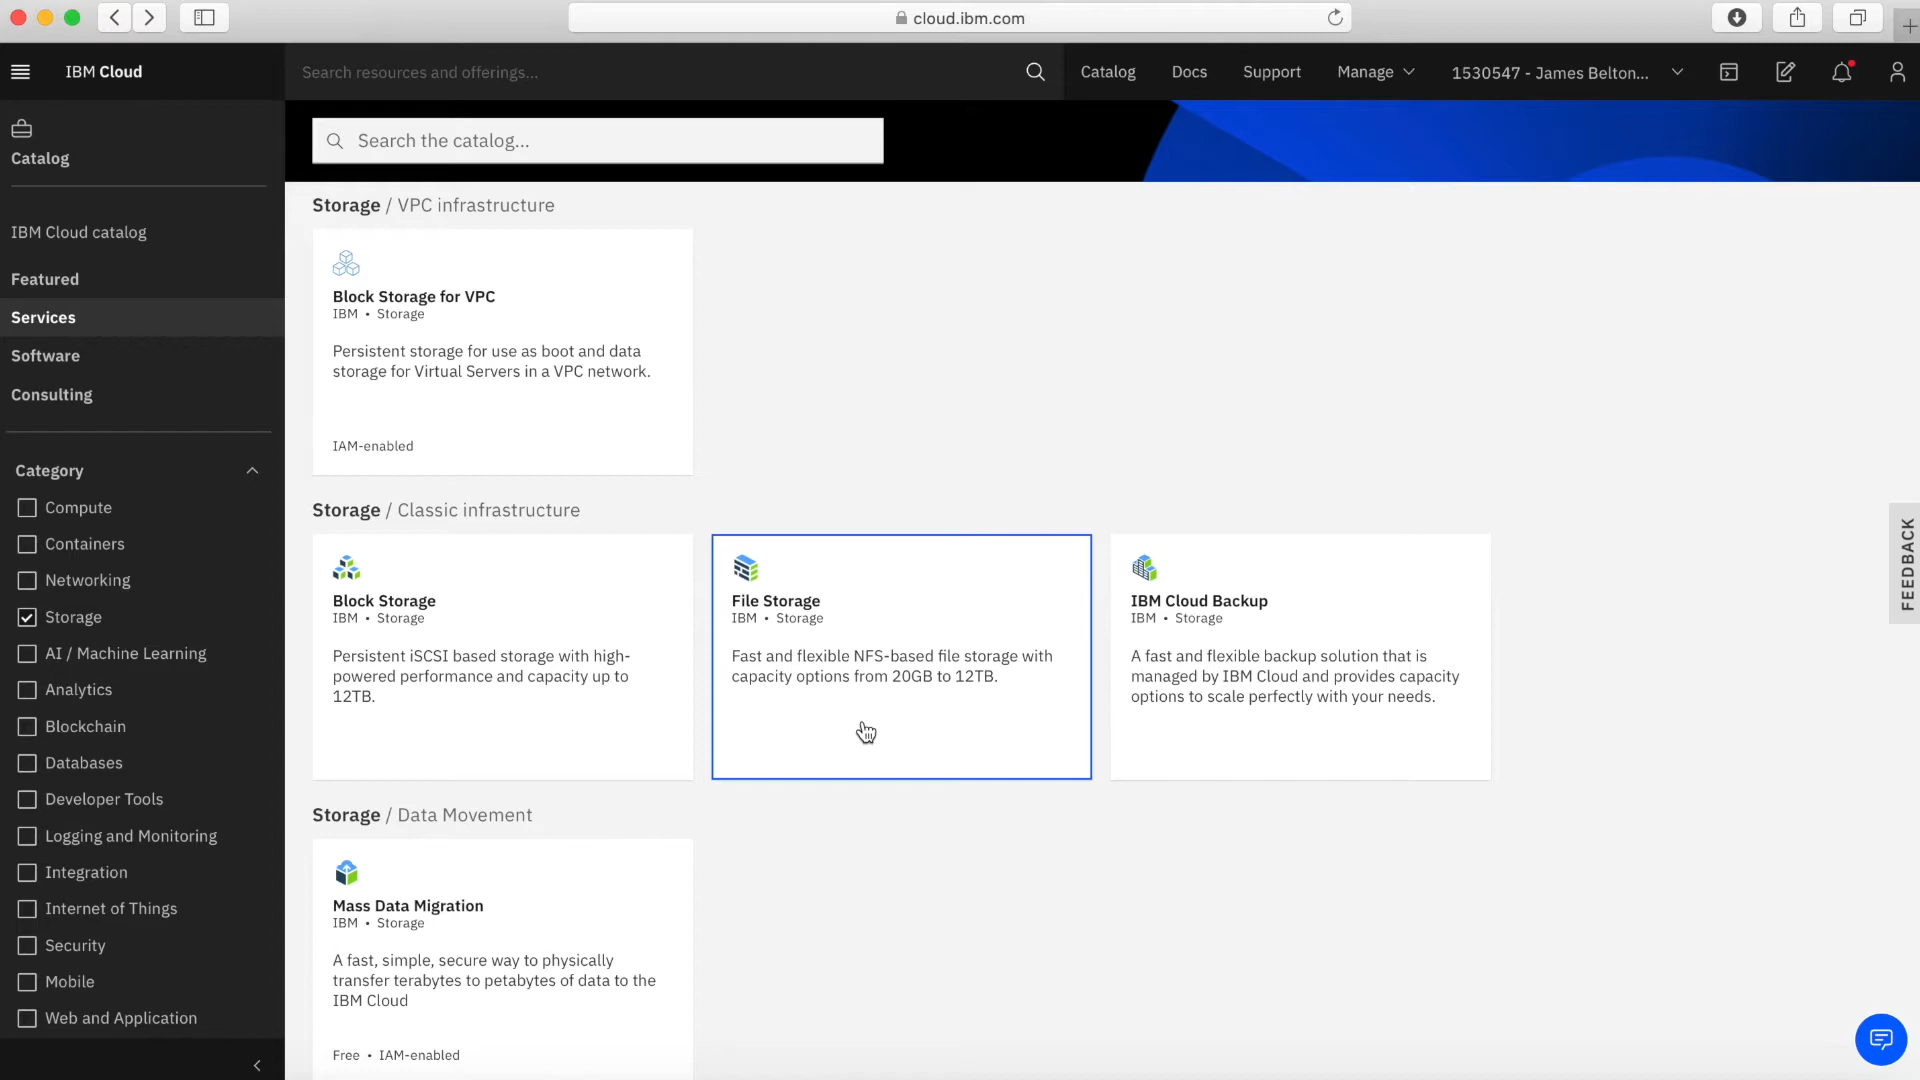 cloud.ibm.com
IBM Cloud
Search resources and offerings...
Catalog
Docs
Support
Manage
1530547 - James Belton...
Catalog
Search the catalog...
IBM Cloud catalog
Featured
Services
Software
Consulting
Category
Compute
Containers
Networking
Storage
AI / Machine Learning
Analytics
Blockchain
Databases
Developer Tools
Logging and Monitoring
Integration
Internet of Things
Security
Mobile
Web and Application
Storage / VPC infrastructure
Block Storage for VPC
IBM • Storage
Persistent storage for use as boot and data
storage for Virtual Servers in a VPC network.
IAM-enabled
Storage / Classic infrastructure
Block Storage
IBM • Storage
Persistent iSCSI based storage with high-
powered performance and capacity up to
12TB.
File Storage
IBM • Storage
Fast and flexible NFS-based file storage with
capacity options from 20GB to 12TB.
IBM Cloud Backup
IBM • Storage
A fast and flexible backup solution that is
managed by IBM Cloud and provides capacity
options to scale perfectly with your needs.
Storage / Data Movement
Mass Data Migration
IBM • Storage
A fast, simple, secure way to physically
transfer terabytes to petabytes of data to the
IBM Cloud
Free • IAM-enabled
FEEDBACK